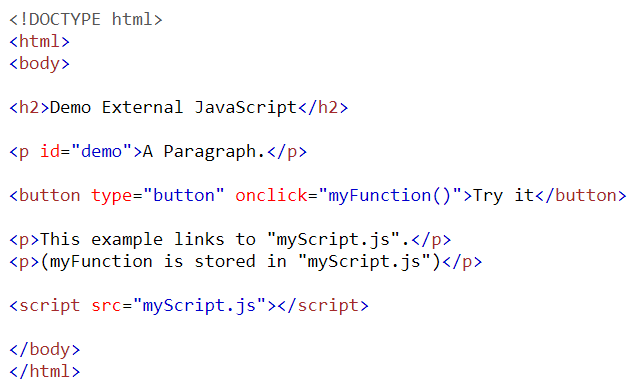 <!DOCTYPE html>
<html>
<body>
<h2>Demo External JavaScript</h2>
<p id="demo">A Paragraph.</p>
<button type="button" onclick="myFunction()">Try it</button>
<p>This example links to "myScript.js".</p>
<p>(myFunction is stored in "myScript.js")</p>
<script src="myScript.js"></script>
</body>
</html>